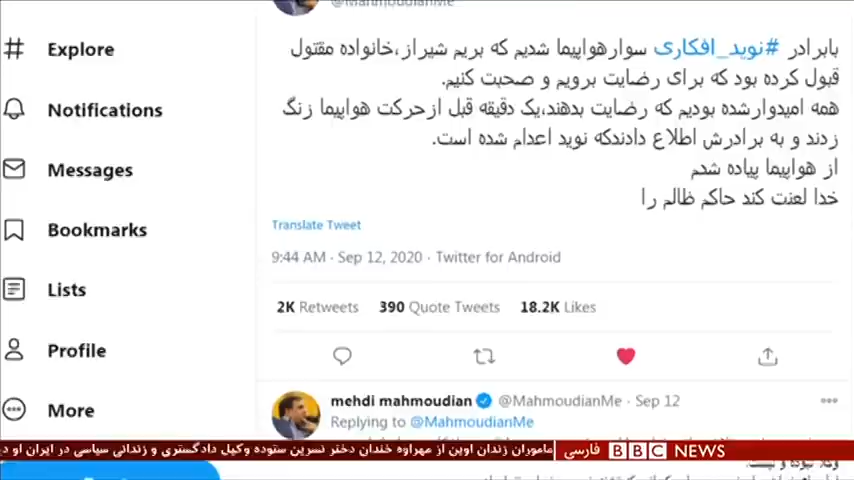 @MahmoudianMe
# Explore
Notifications
Messages
Bookmarks
Lists
Profile
More
بابرادر #نوید_افکاری سوارهواپیما شدیم که بریم شیراز،خانواده مقتول
قبول کرده بود که برای رضایت برویم و صحبت کنیم.
همه امیدوارشده بودیم که رضایت بدهند،یک دقیقه قبل ازحرکت هواپیما زنگ
زدند و به برادرش اطلاع دادندکه نوید اعدام شده است.
از هواپیما پیاده شدم
خدا لعنت کند حاکم ظالم را
Translate Tweet
9:44 AM · Sep 12, 2020 · Twitter for Android
2K Retweets 390 Quote Tweets 18.2K Likes
mehdi mahmoudian @MahmoudianMe · Sep 12
Replying to @MahmoudianMe
ماموران زندان اوین از مهراوه خندان دختر نسرین ستوده وکیل دادگستری و زندانی سیاسی در ایران او د
BBC NEWS فارسی